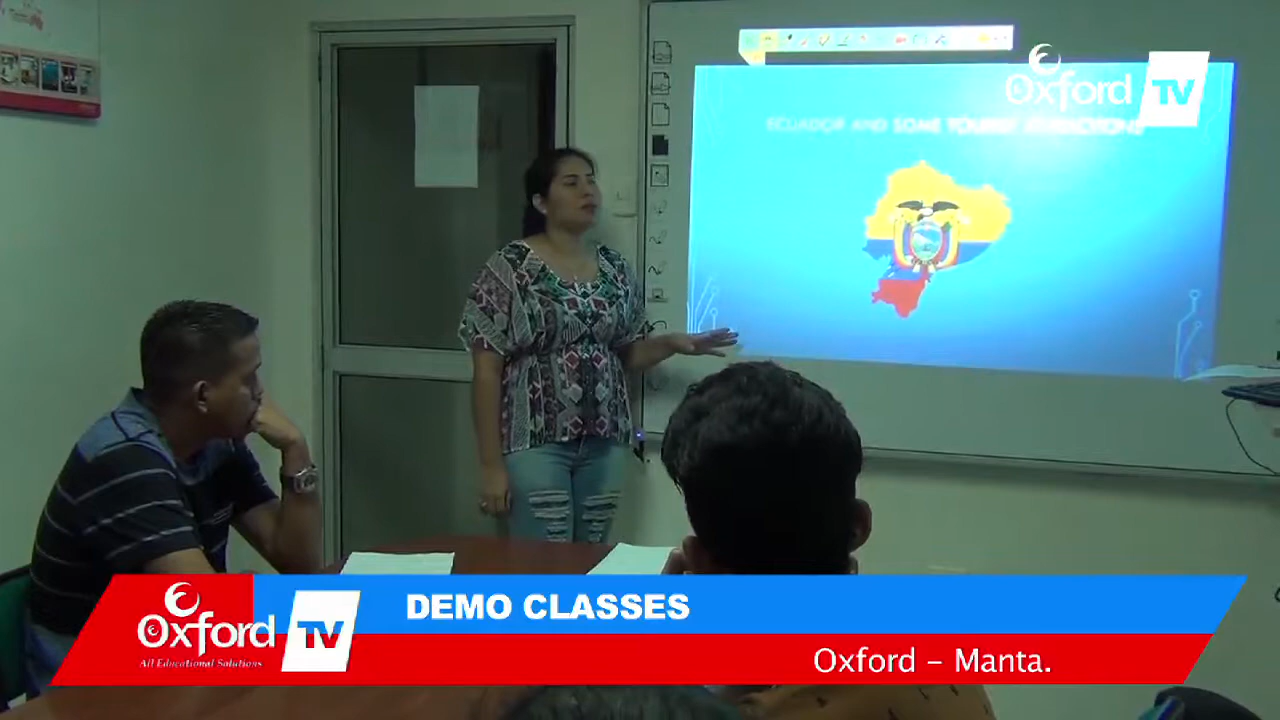 Oxford TV
ECUADOR AND SOME TOURIST ATTRACTIONS
DEMO CLASSES
Oxford TV
All Educational Solutions
Oxford – Manta.